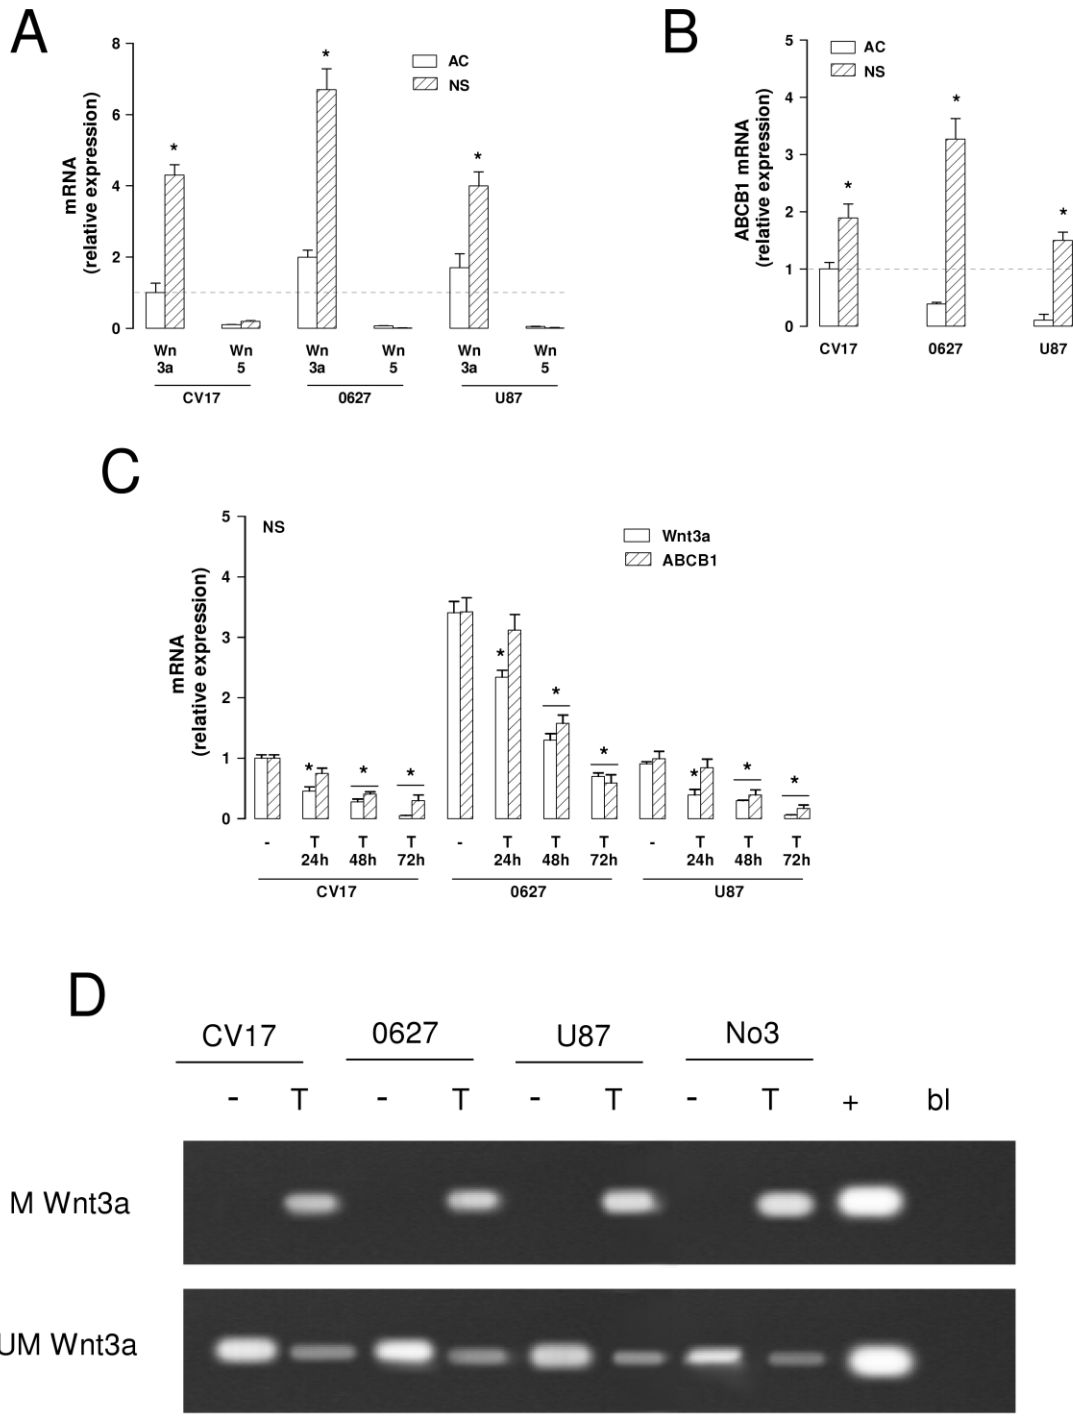 A
8
6
4
2
0
mRNA
(relative expression)
* * *
AC
NS
Wn Wn Wn Wn Wn Wn
3a 5 3a 5 3a 5
CV17 0627 U87
B
5
4
3
2
1
0
ABCB1 mRNA
(relative expression)
AC
NS
* * *
CV17 0627 U87
C
5
4
3
2
1
0
mRNA
(relative expression)
NS
Wnt3a
ABCB1
* * * * * * * * *
- T T T - T T T - T T T
24h 48h 72h 24h 48h 72h 24h 48h 72h
CV17 0627 U87
D
CV17 0627 U87 No3
- T - T - T - T + bl
M Wnt3a
UM Wnt3a